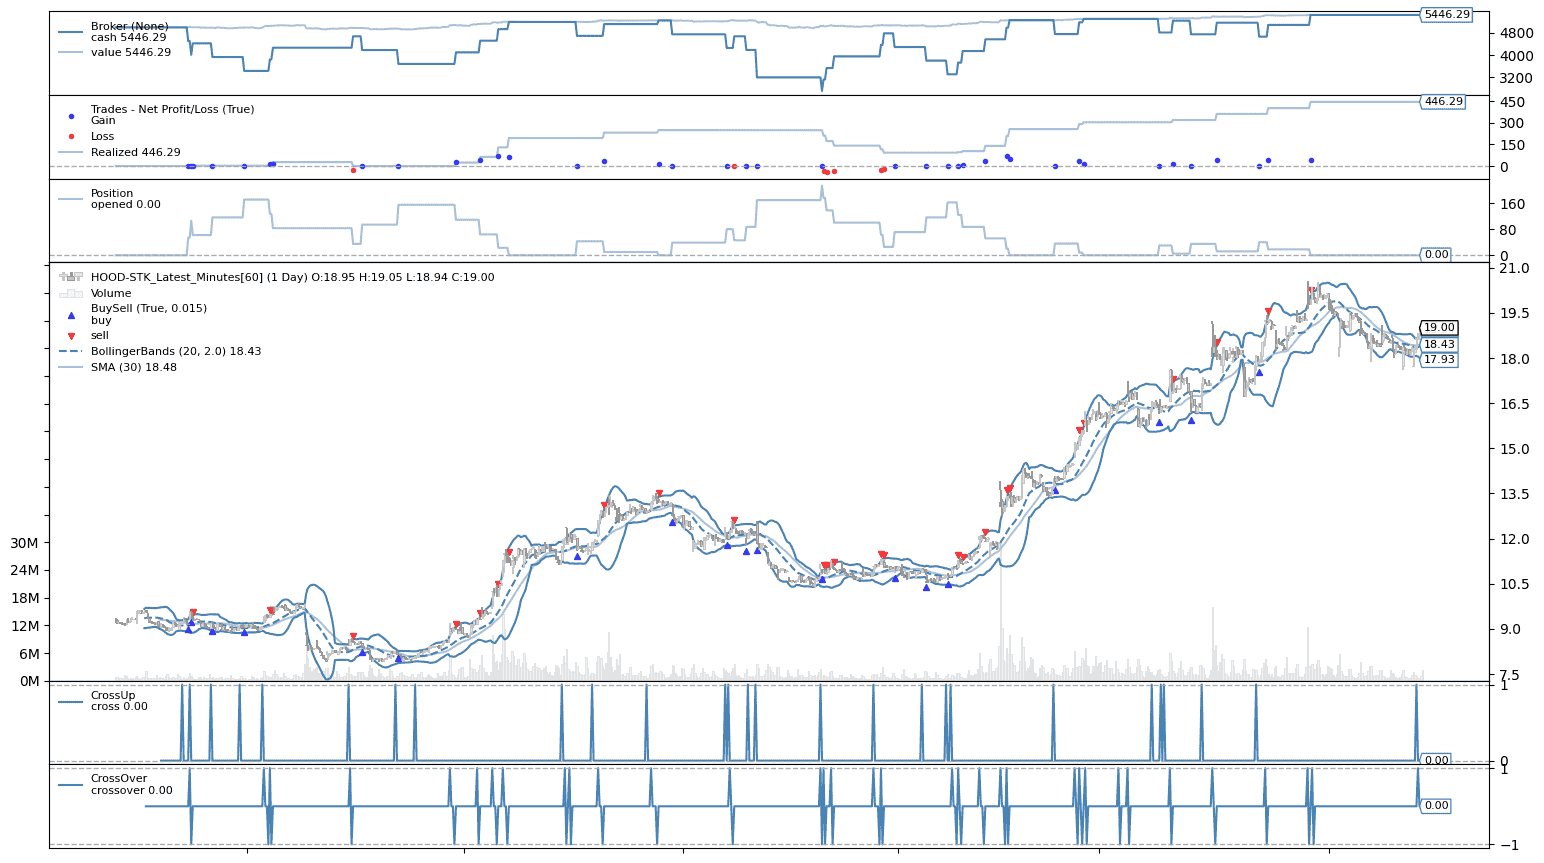 Broker (None)
cash 5446.29
value 5446.29
5446.29
4800
4000
3200
Trades - Net Profit/Loss (True)
Gain
Loss
Realized 446.29
446.29
450
300
150
0
Position
opened 0.00
160
80
0
0.00
HOOD-STK_Latest_Minutes[60] (1 Day) O:18.95 H:19.05 L:18.94 C:19.00
Volume
BuySell (True, 0.015)
buy
sell
BollingerBands (20, 2.0) 18.43
SMA (30) 18.48
21.0
19.5
18.0
16.5
15.0
13.5
12.0
10.5
9.0
7.5
19.00
18.43
17.93
30M
24M
18M
12M
6M
0M
CrossUp
cross 0.00
1
0
0.00
CrossOver
crossover 0.00
1
0.00
−1